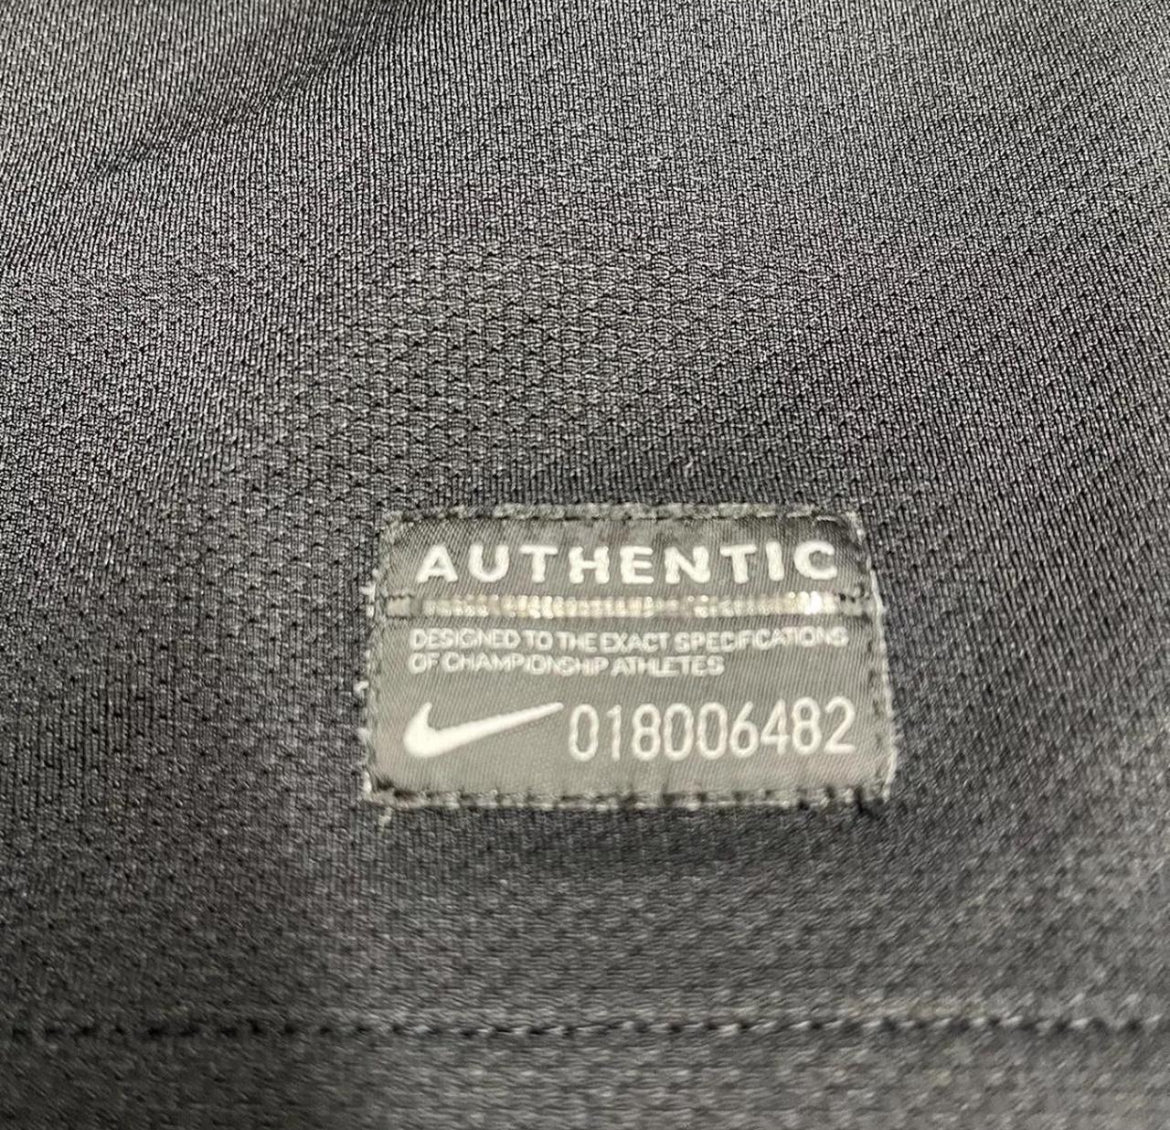 AUTHENTIC
DESIGNED TO THE EXACT SPECIFICATIONS
OF CHAMPIONSHIP ATHLETES
018006482